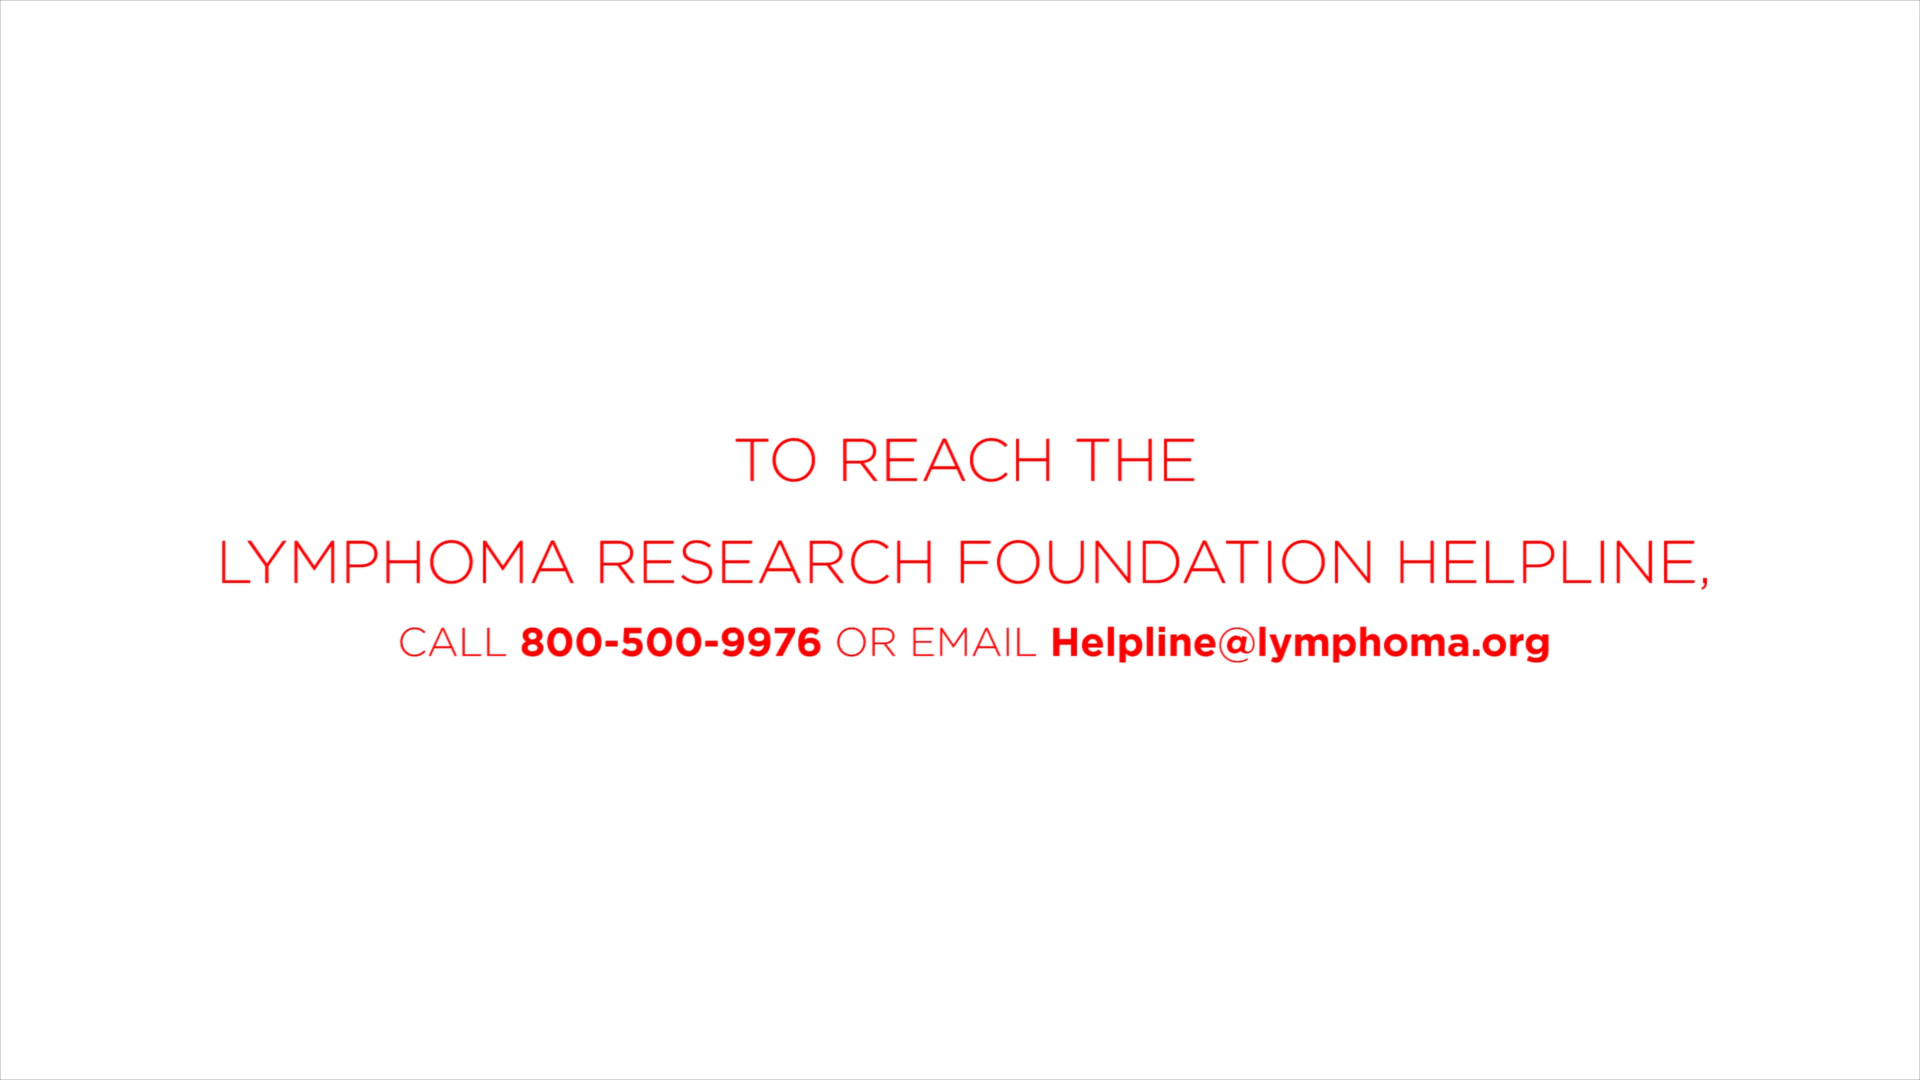 TO REACH THE
LYMPHOMA RESEARCH FOUNDATION HELPLINE,
CALL 800-500-9976 OR EMAIL Helpline@lymphoma.org